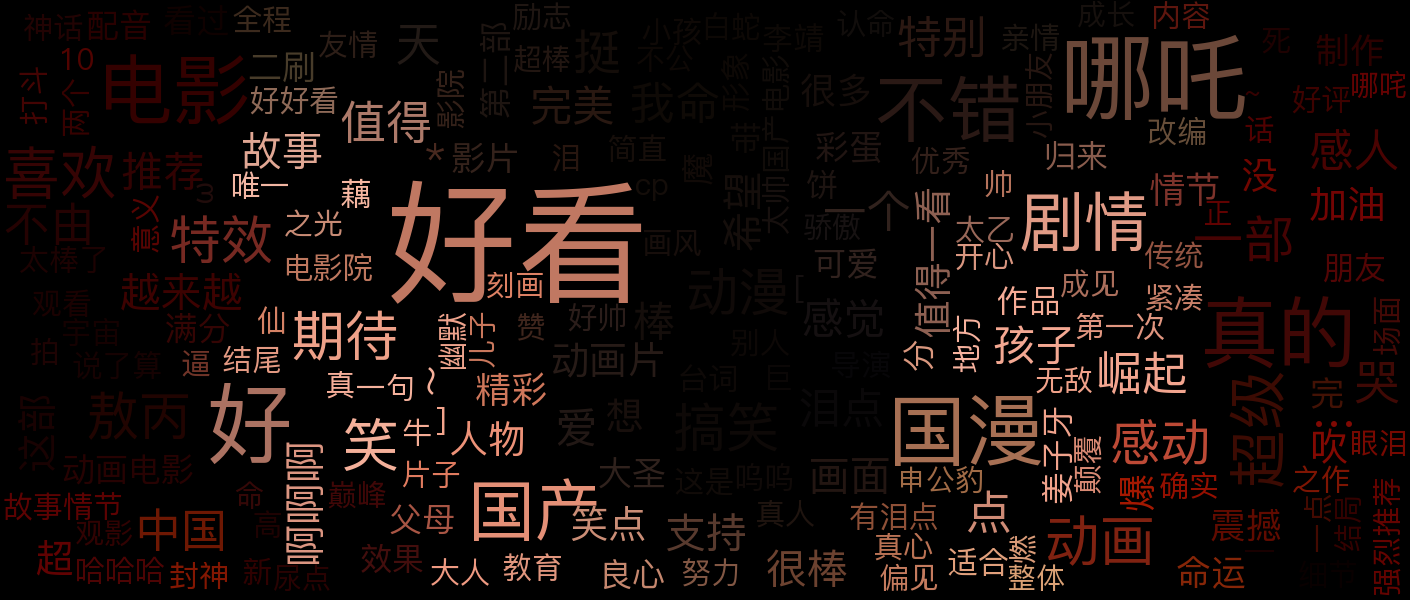 神话
配音
看过
全程
励志
小孩
白蛇
李靖
认命
成长
内容
友情
天
第二部
超棒
挺
不公
特别
亲情
死
制作
打斗
10
两个
电影
二刷
好好看
值得
影院
完美
我命
玩家
电影
很多
不错
小朋友
哪吒
~
好评
哪咤
话
改编
喜欢
推荐
3
故事
唯一
藕
*
影片
泪
简直
cp
魔
国产
彩蛋
饼
优秀
归来
帅
情节
没
感人
加油
不由
太棒了
意义
特效
之光
电影院
好看
刻画
画风
希望
太帅
骄傲
一个
值得一看
太乙
开心
剧情
正
一部
朋友
观看
宇宙
越来越
满分
仙
期待
幽默
儿子
赞
好帅
棒
动漫
[
可爱
感觉
传统
成见
作品
紧凑
第一次
真的
场面
拍
说了算
逼
结尾
真一句
~
精彩
动画片
别人
台词
导演
分
地方
孩子
无敌
崛起
哭
这部
敖丙
好
笑
牛
]
人物
爱
想
搞笑
泪点
国漫
姜子牙
颠覆
感动
超级
完
...
吹
眼泪
动画电影
故事情节
命
巅峰
啊啊啊
片子
大圣
这是
呜呜
画面
申公豹
爆
确实
之作
观影
中国
高
父母
国产
笑点
支持
真人
有泪点
点
动画
震撼
一点
结局
强烈推荐
超
哈哈哈
封神
新
尿点
效果
大人
教育
良心
努力
很棒
真心
偏见
适合
燃
整体
命运